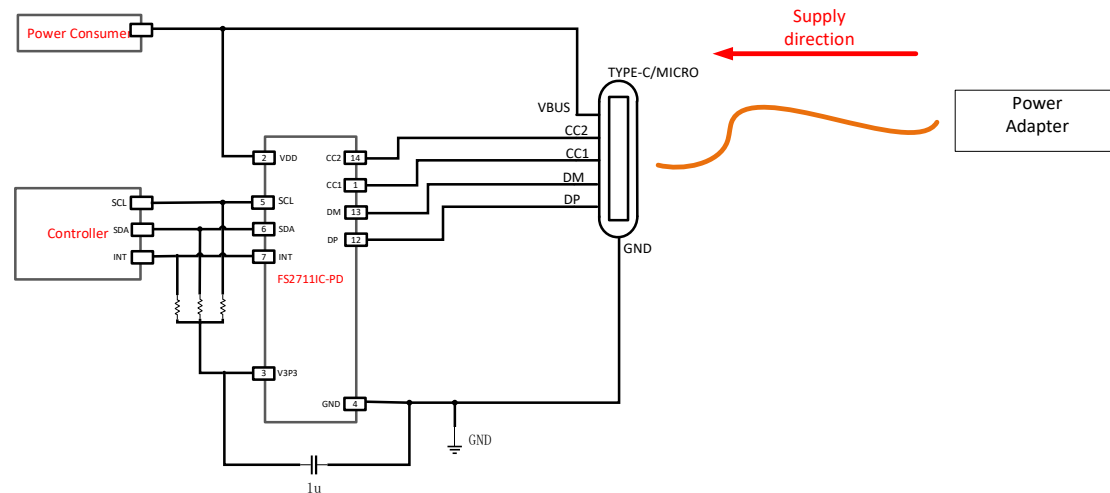 Power Consumer
Supply
direction
TYPE-C/MICRO
Power
Adapter
VBUS
CC2
CC1
DM
DP
GND
2
VDD
CC2
14
CC1
1
SCL
5
SCL
DM
13
Controller
SDA
6
SDA
DP
12
INT
7
INT
FS2711IC-PD
3
V3P3
GND
4
GND
1u